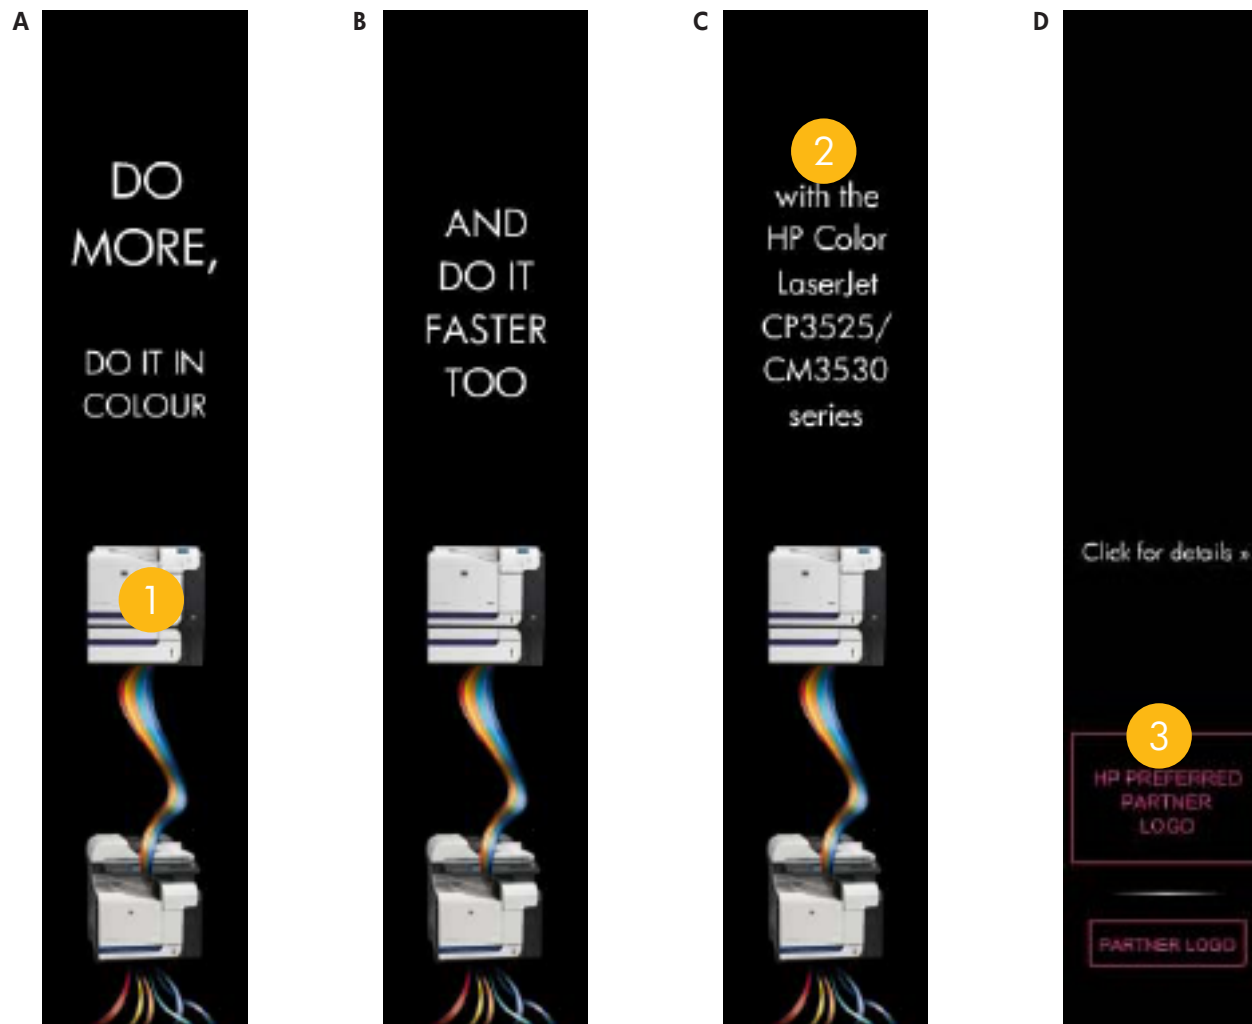 A
DO
MORE,
DO IT IN
COLOUR
1
B
AND
DO IT
FASTER
TOO
C
2
with the
HP Color
LaserJet
CP3525/
CM3530
series
D
Click for details »
3
HP PREFERRED
PARTNER
LOGO
PARTNER LOGO